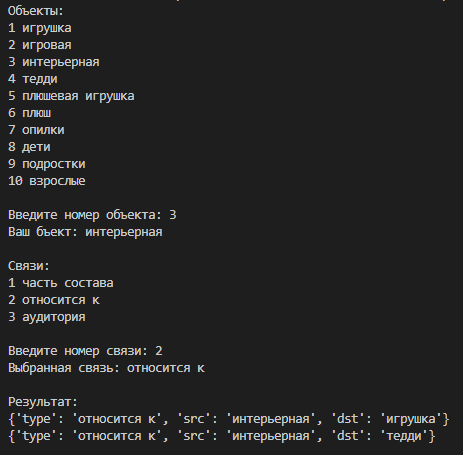 Объекты:
1 игрушка
2 игровая
3 интерьерная
4 тедди
5 плюшевая игрушка
6 плюш
7 опилки
8 дети
9 подростки
10 взрослые
Введите номер объекта: 3
Ваш бъект: интерьерная
Связи:
1 часть состава
2 относится к
3 аудитория
Введите номер связи: 2
Выбранная связь: относится к
Результат:
{'type': 'относится к', 'src': 'интерьерная', 'dst': 'игрушка'}
{'type': 'относится к', 'src': 'интерьерная', 'dst': 'тедди'}